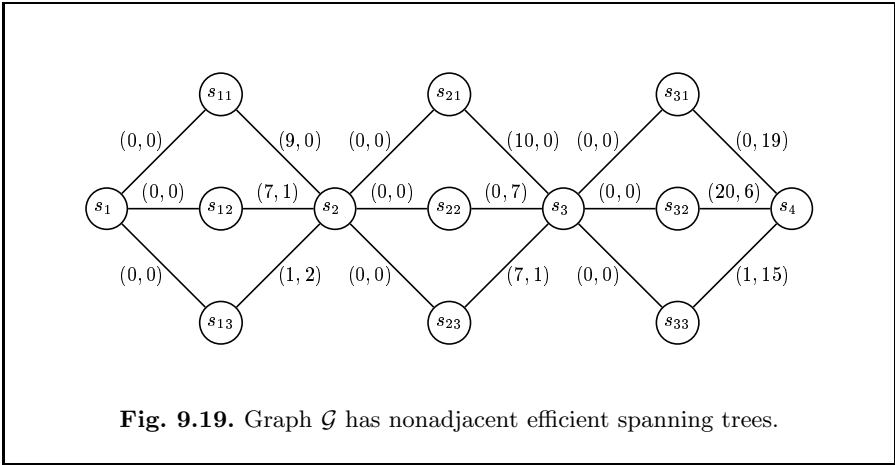 s11 s21 s31
(0, 0) (9, 0) (0, 0) (10, 0) (0, 0) (0, 19)
(0, 0) (7, 1) (0, 0) (0, 7) (0, 0) (20, 6)
s1 s12 s2 s22 s3 s32 s4
(0, 0) (1, 2) (0, 0) (7, 1) (0, 0) (1, 15)
s13 s23 s33
Fig. 9.19. Graph 𝒢 has nonadjacent efficient spanning trees.